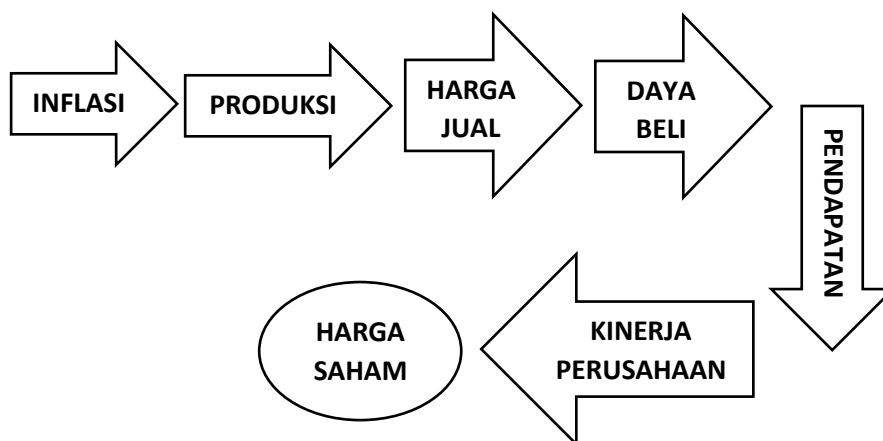 INFLASI
PRODUKSI
HARGA
JUAL
DAYA
BELI
PENDAPATAN
KINERJA
PERUSAHAAN
HARGA
SAHAM